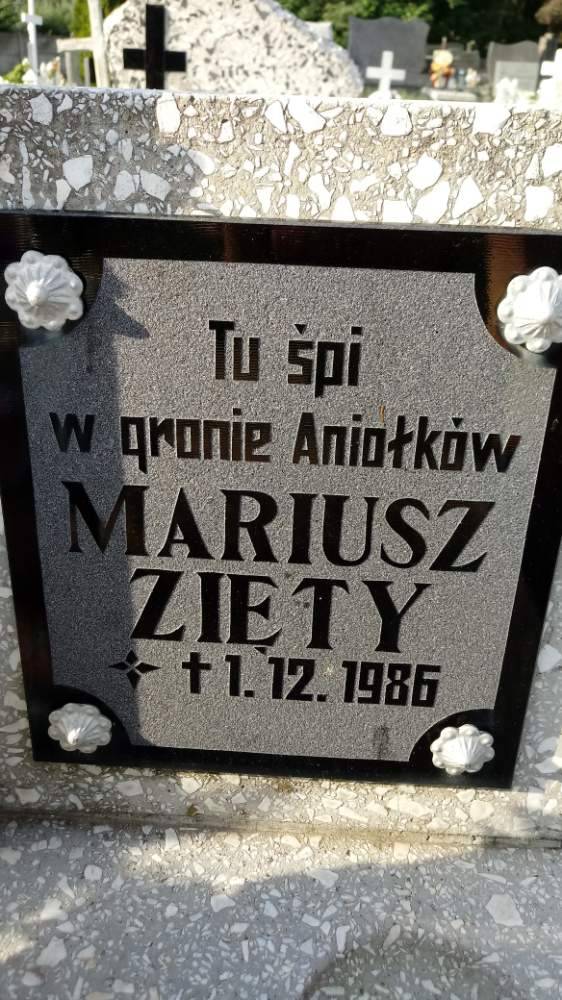 Tu śpi
w gronie Aniołków
MARIUSZ
ZIĘTY
✧ † 1. 12. 1986